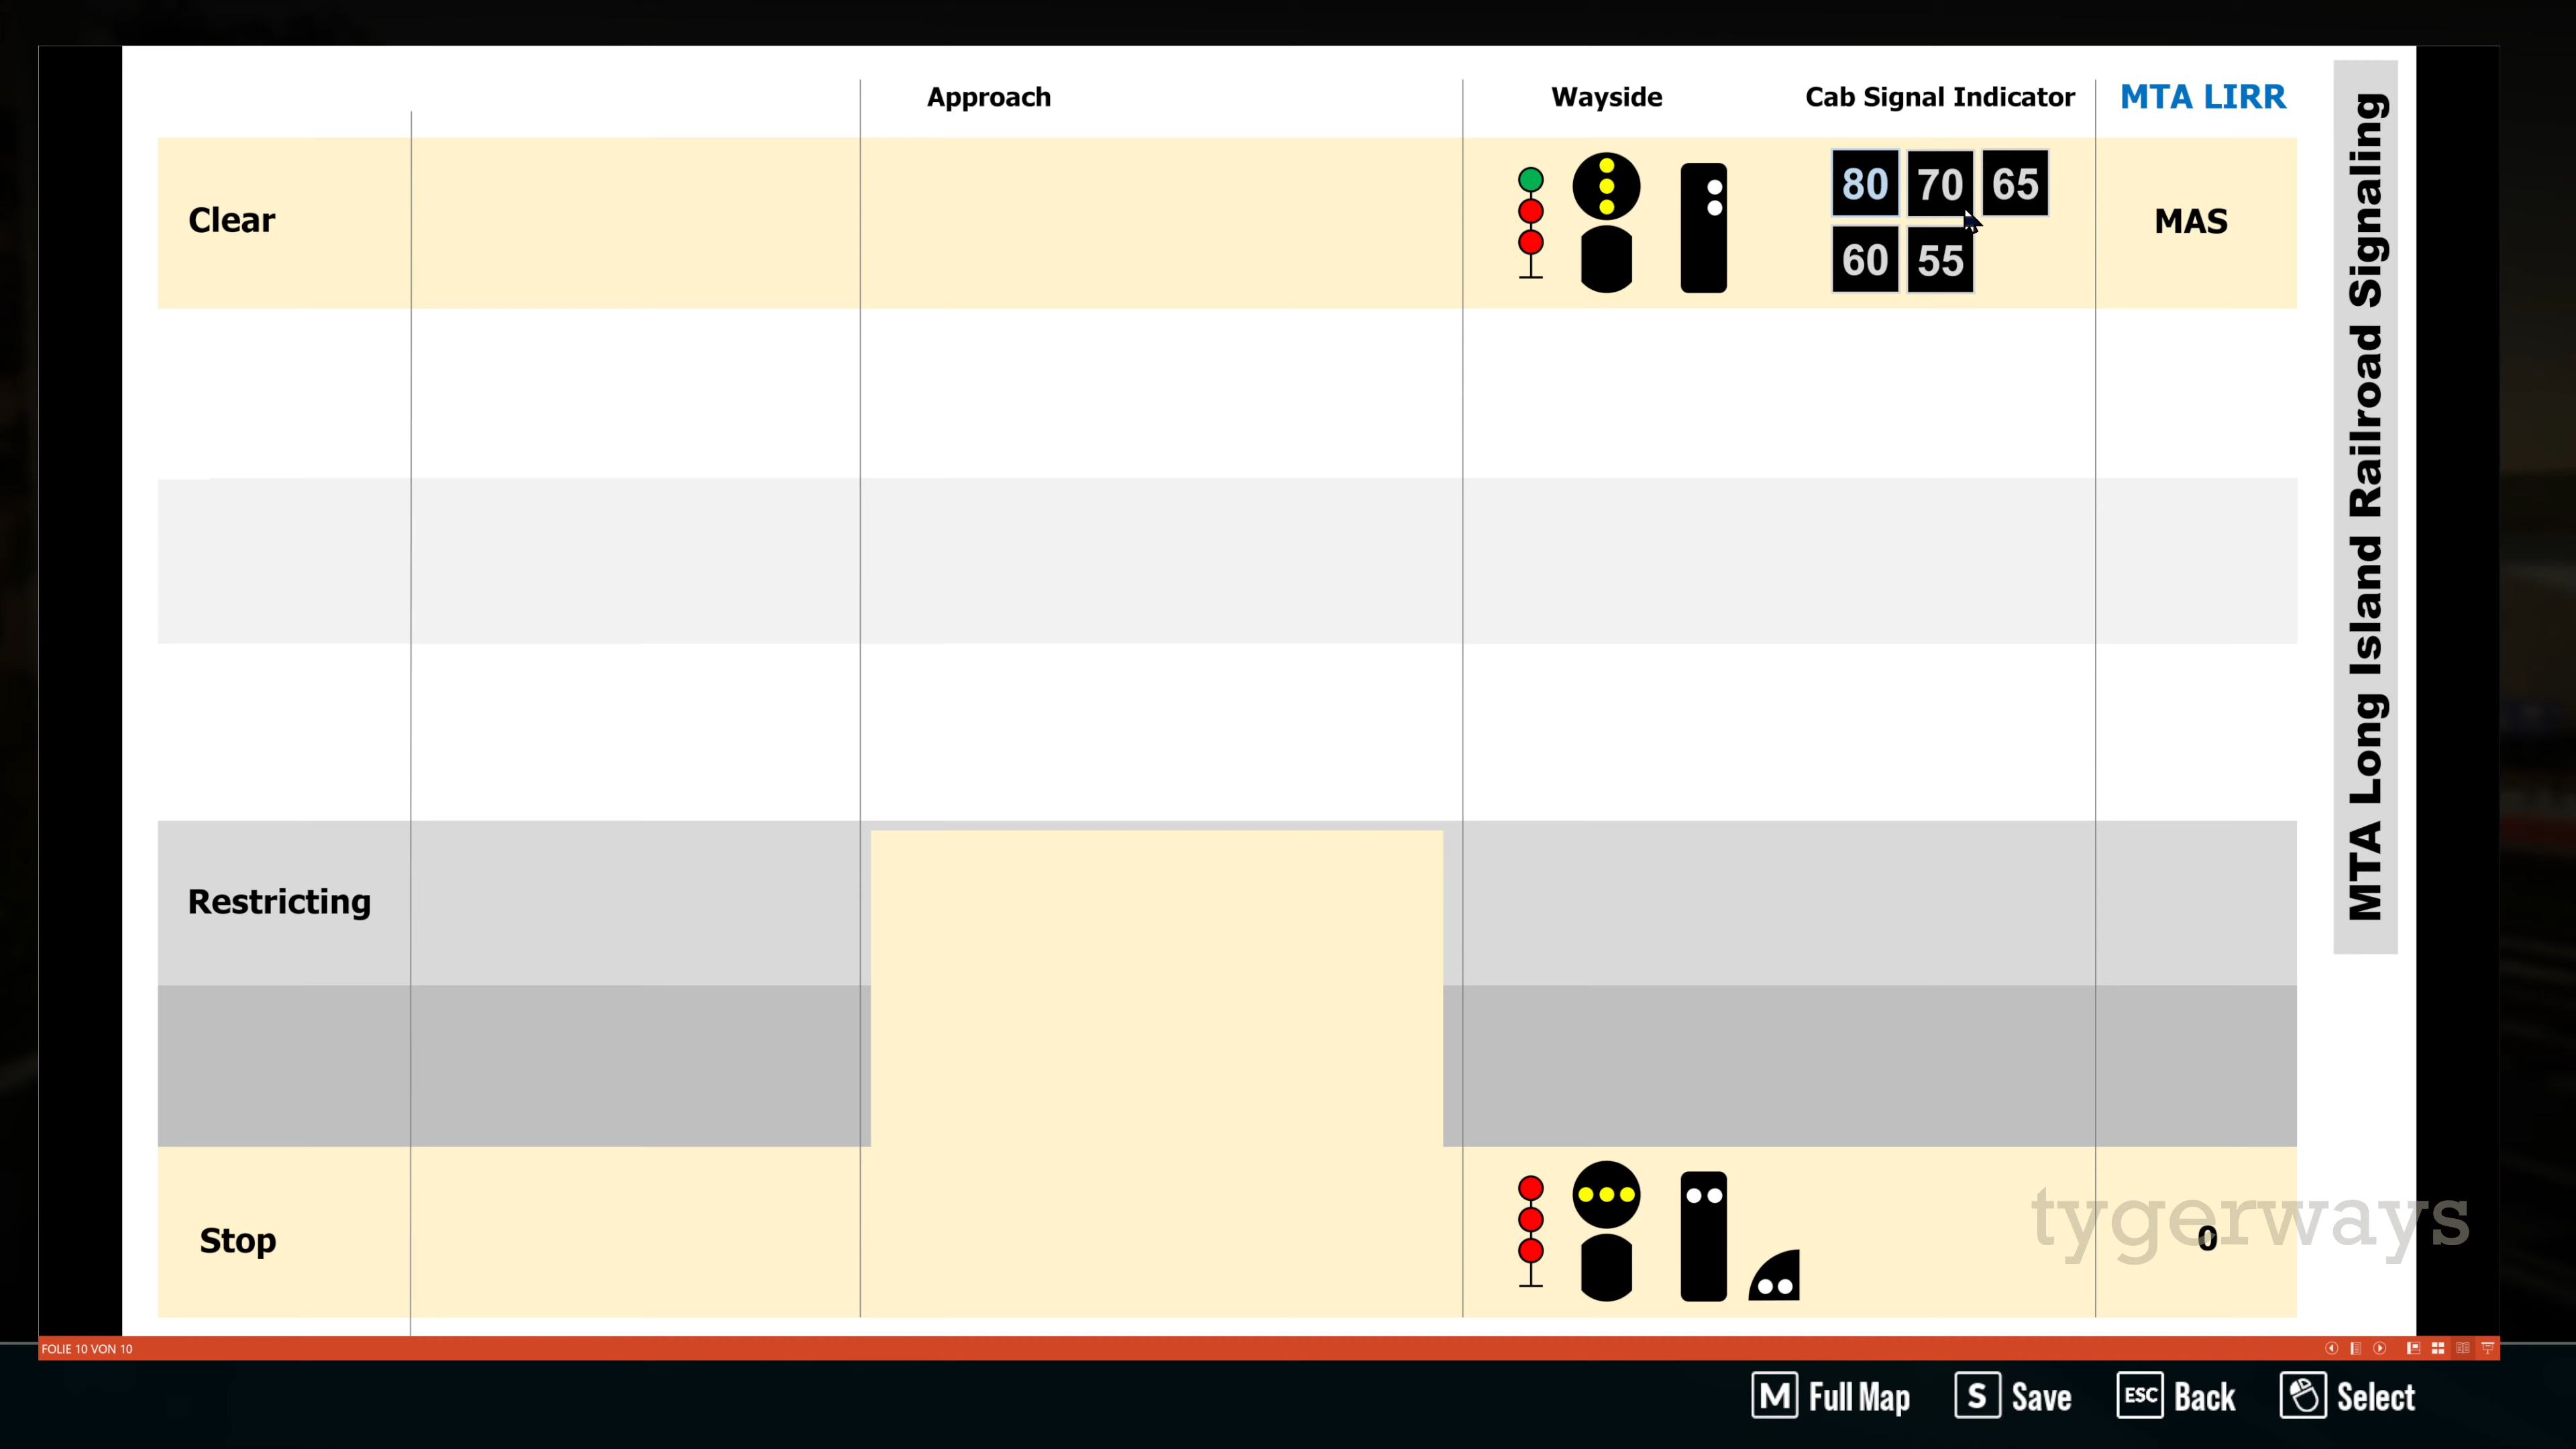 Approach
Wayside
Cab Signal Indicator
MTA LIRR
MTA Long Island Railroad Signaling
Clear
80 70 65
60 55
MAS
Restricting
Stop
0
tygerways
FOLIE 10 VON 10
M Full Map
S Save
ESC Back
Select